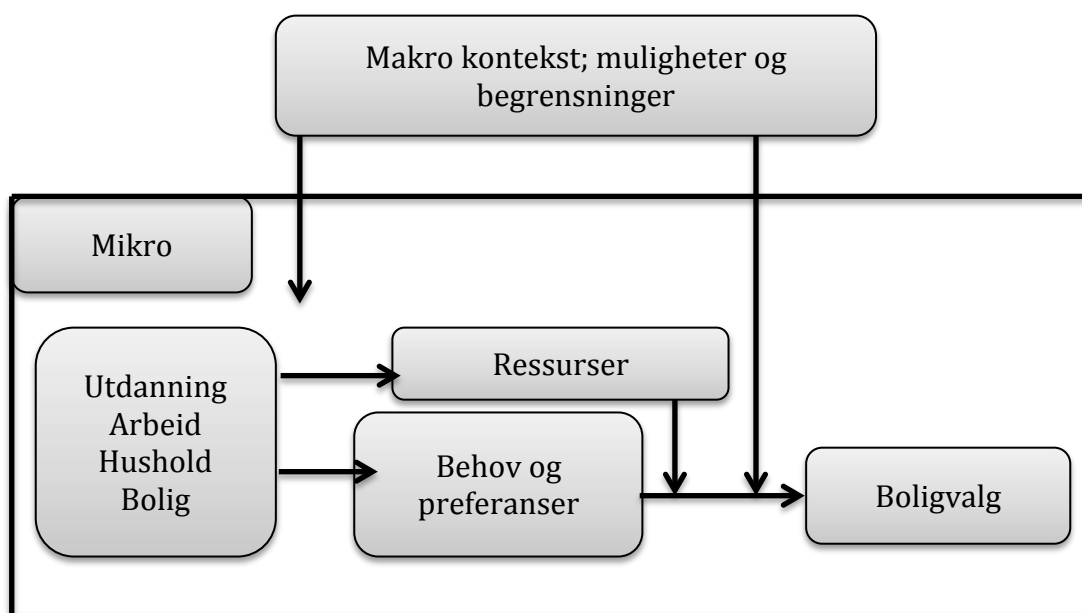 Makro kontekst; muligheter og
begrensninger
Mikro
Utdanning
Arbeid
Hushold
Bolig
Ressurser
Behov og
preferanser
Boligvalg